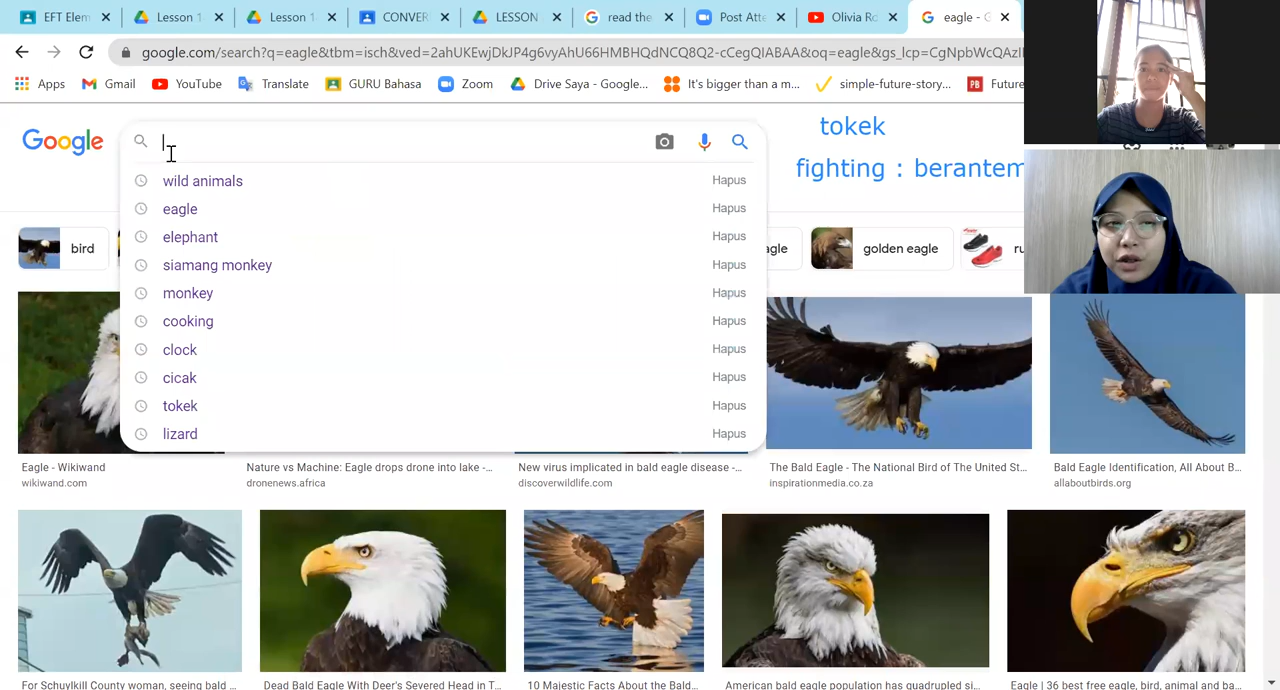 EFT Elem
Lesson 1
Lesson 1
CONVER
LESSON
read the
Post Atte
Olivia Ro
eagle - G
google.com/search?q=eagle&tbm=isch&ved=2ahUKEwjDkJP4g6vyAhU66HMBHQdNCQ8Q2-cCegQIABAA&oq=eagle&gs_lcp=CgNpbWcQAzI
Apps
Gmail
YouTube
Translate
GURU Bahasa
Zoom
Drive Saya - Google...
It's bigger than a m...
simple-future-story...
PB
Future
Google
tokek
fighting : berantem
wild animals Hapus
eagle Hapus
elephant Hapus
siamang monkey Hapus
monkey Hapus
cooking Hapus
clock Hapus
cicak Hapus
tokek Hapus
lizard Hapus
bird
agle
golden eagle
ru
Eagle - Wikiwand
wikiwand.com
Nature vs Machine: Eagle drops drone into lake -...
dronenews.africa
New virus implicated in bald eagle disease -...
discoverwildlife.com
The Bald Eagle - The National Bird of The United St...
inspirationmedia.co.za
Bald Eagle Identification, All About B...
allaboutbirds.org
For Schuylkill County woman, seeing bald ...
Dead Bald Eagle With Deer's Severed Head in T...
10 Majestic Facts About the Bald...
American bald eagle population has quadrupled si...
Eagle | 36 best free eagle, bird, animal and ba...